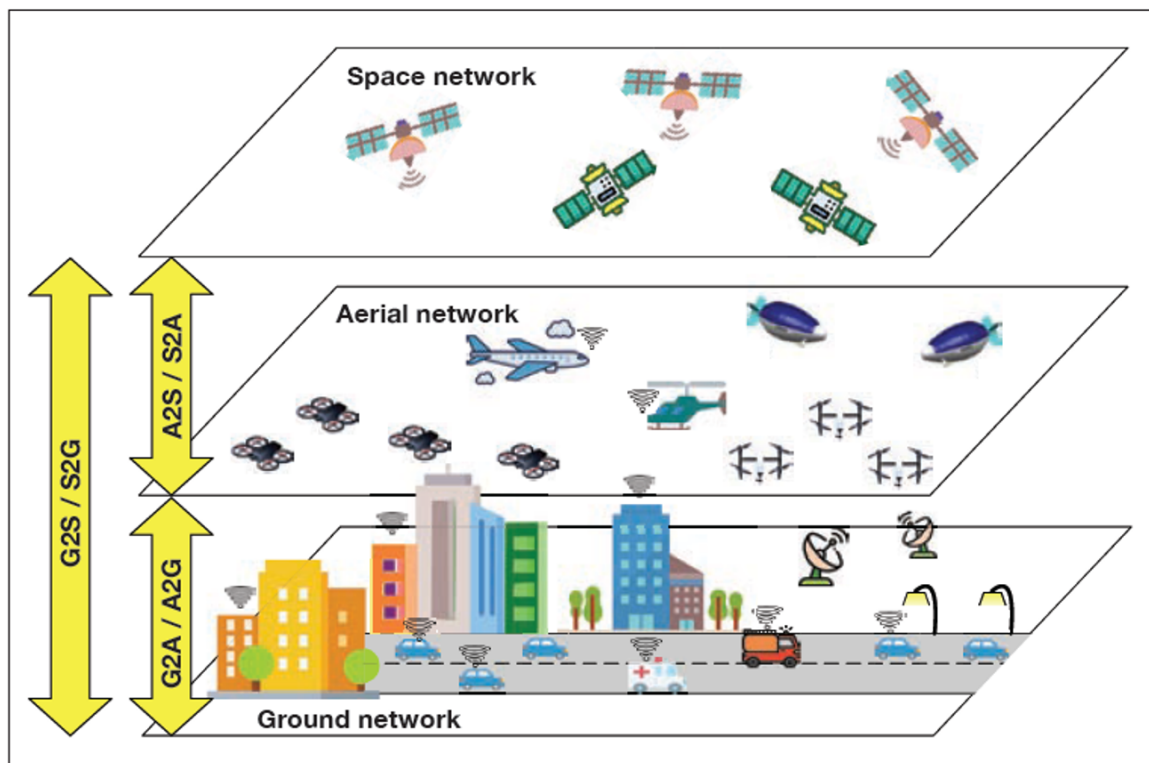 Space network
Aerial network
A2S / S2A
G2S / S2G
G2A / A2G
Ground network